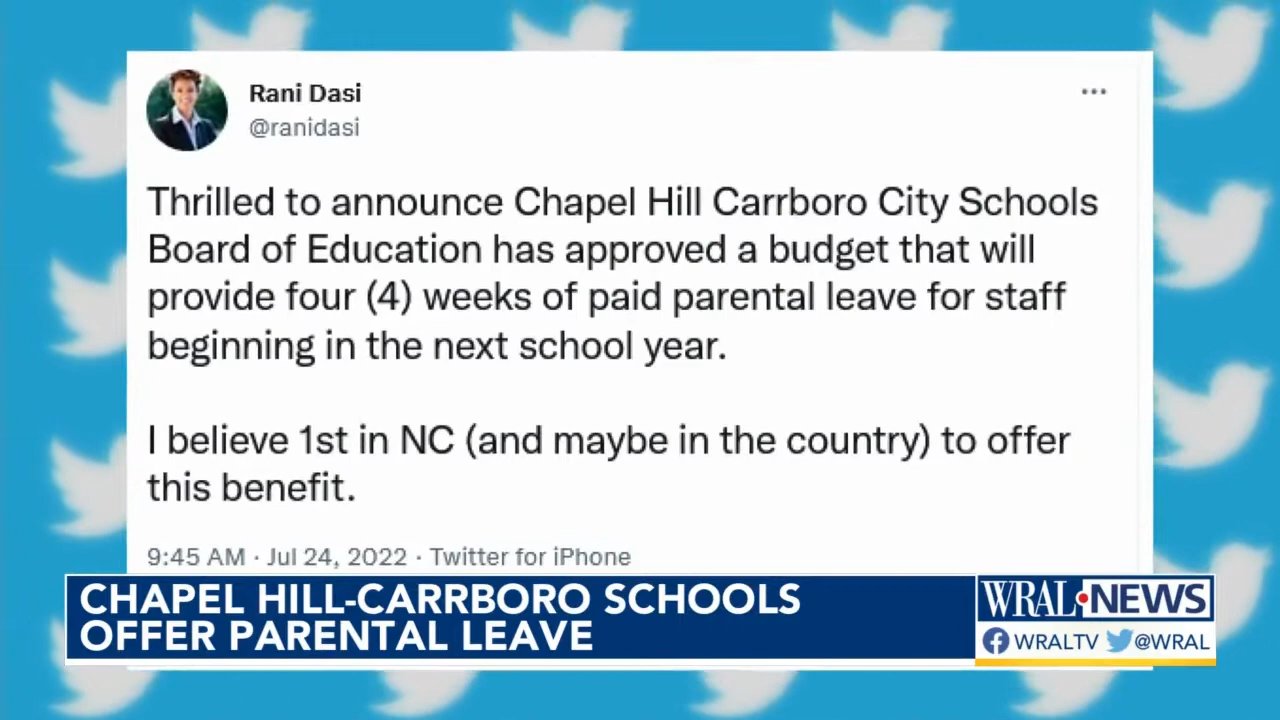 Rani Dasi
@ranidasi
Thrilled to announce Chapel Hill Carrboro City Schools
Board of Education has approved a budget that will
provide four (4) weeks of paid parental leave for staff
beginning in the next school year.
I believe 1st in NC (and maybe in the country) to offer
this benefit.
9:45 AM · Jul 24, 2022 · Twitter for iPhone
CHAPEL HILL-CARRBORO SCHOOLS
OFFER PARENTAL LEAVE
WRAL•NEWS
WRALTV @WRAL